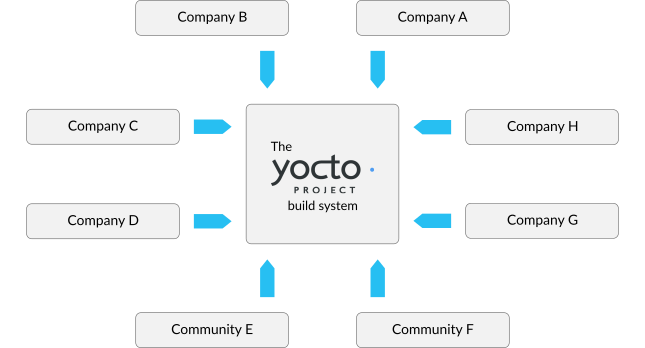 Company B
Company A
Company C
Company H
The
yocto
PROJECT
build system
Company D
Company G
Community E
Community F